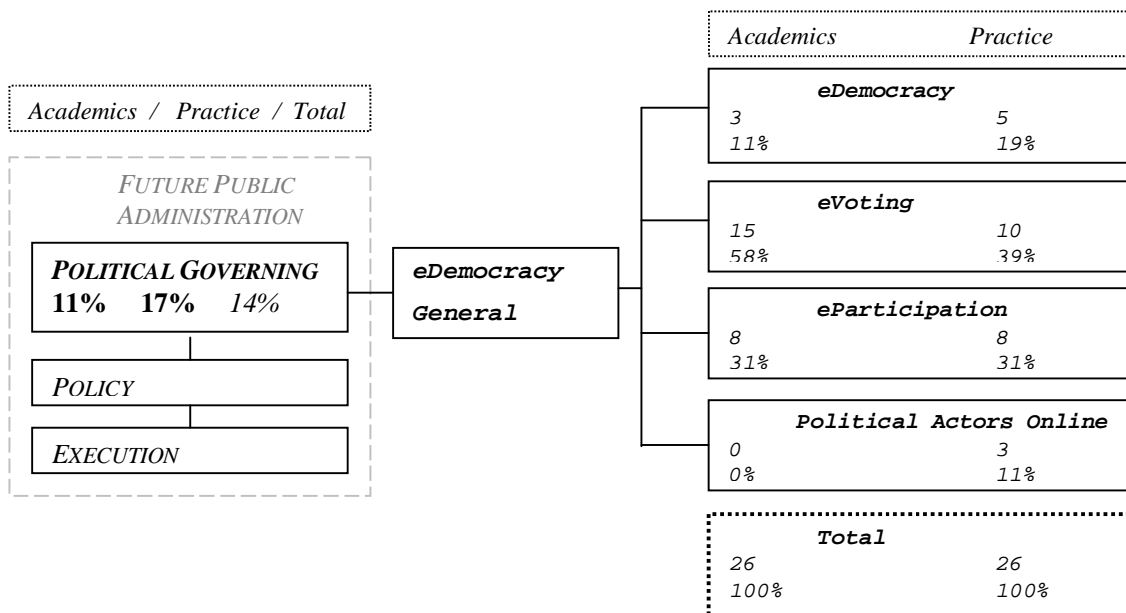 Academics / Practice / Total
FUTURE PUBLIC
ADMINISTRATION
POLITICAL GOVERNING
11% 17% 14%
POLICY
EXECUTION
eDemocracy
General
Academics Practice
eDemocracy
3 5
11% 19%
eVoting
15 10
58% 39%
eParticipation
8 8
31% 31%
Political Actors Online
0 3
0% 11%
Total
26 26
100% 100%